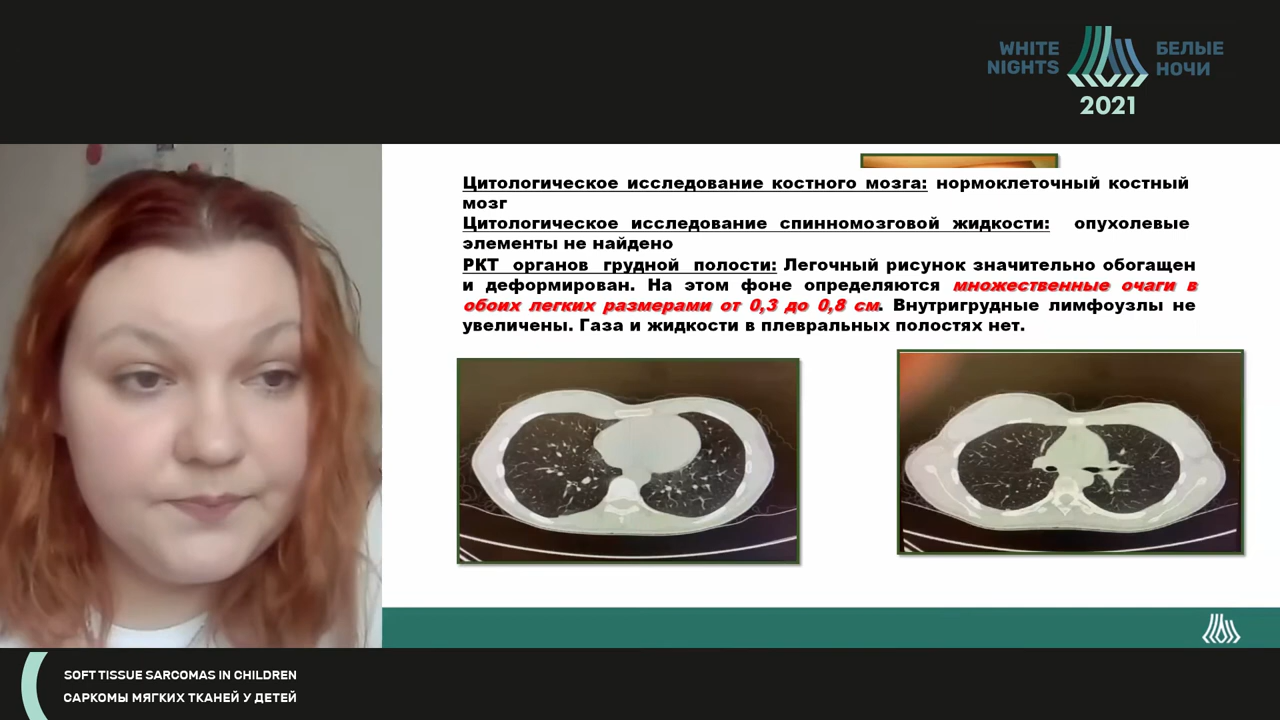 WHITE
NIGHTS
БЕЛЫЕ
НОЧИ
2021
Цитологическое исследование костного мозга: нормоклеточный костный
мозг
Цитологическое исследование спинномозговой жидкости: опухолевые
элементы не найдено
РКТ органов грудной полости: Легочный рисунок значительно обогащен
и деформирован. На этом фоне определяются множественные очаги в
обоих легких размерами от 0,3 до 0,8 см. Внутригрудные лимфоузлы не
увеличены. Газа и жидкости в плевральных полостях нет.
SOFT TISSUE SARCOMAS IN CHILDREN
САРКОМЫ МЯГКИХ ТКАНЕЙ У ДЕТЕЙ